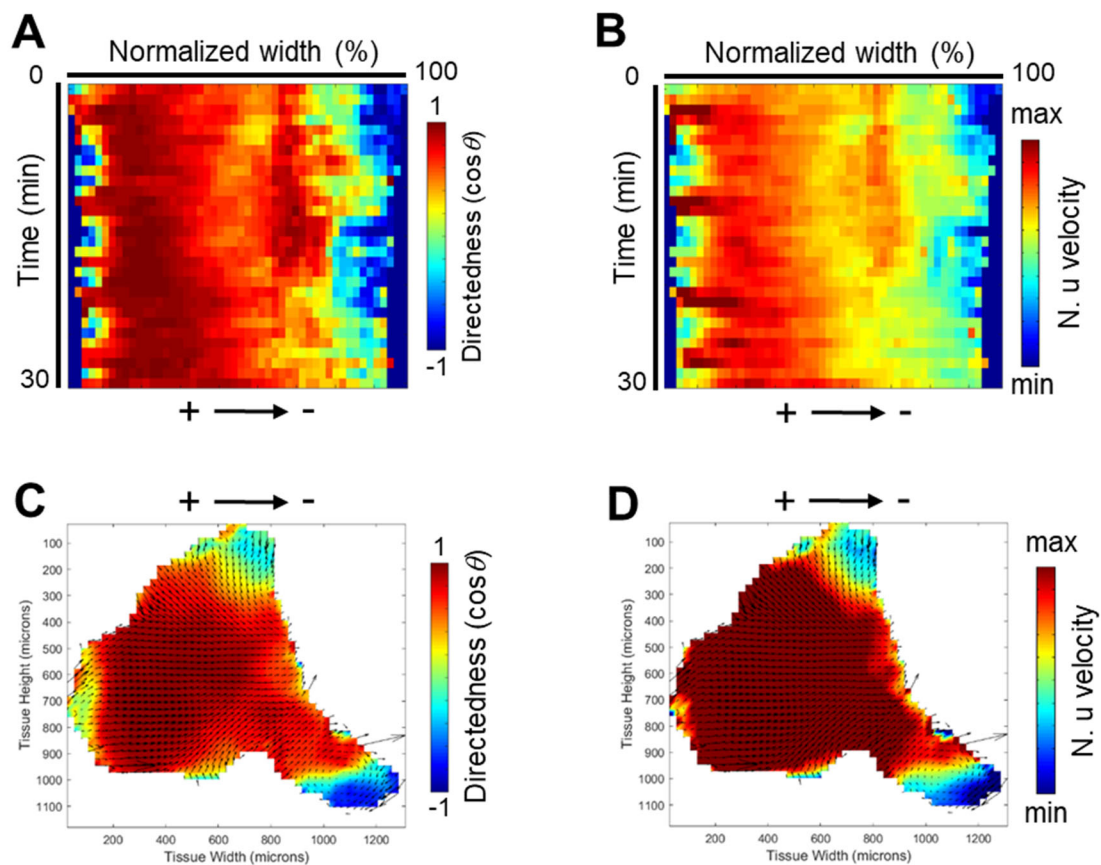 A
Normalized width (%)
0
100
Time (min)
30
1
Directedness (cosθ)
-1
+ -
B
Normalized width (%)
0
100
Time (min)
30
max
N. u velocity
min
+ -
C
+ -
100
200
300
400
500
600
700
800
900
1000
1100
Tissue Height (microns)
200 400 600 800 1000 1200
Tissue Width (microns)
1
Directedness (cosθ)
-1
D
+ -
100
200
300
400
500
600
700
800
900
1000
1100
Tissue Height (microns)
200 400 600 800 1000 1200
Tissue Width (microns)
max
N. u velocity
min